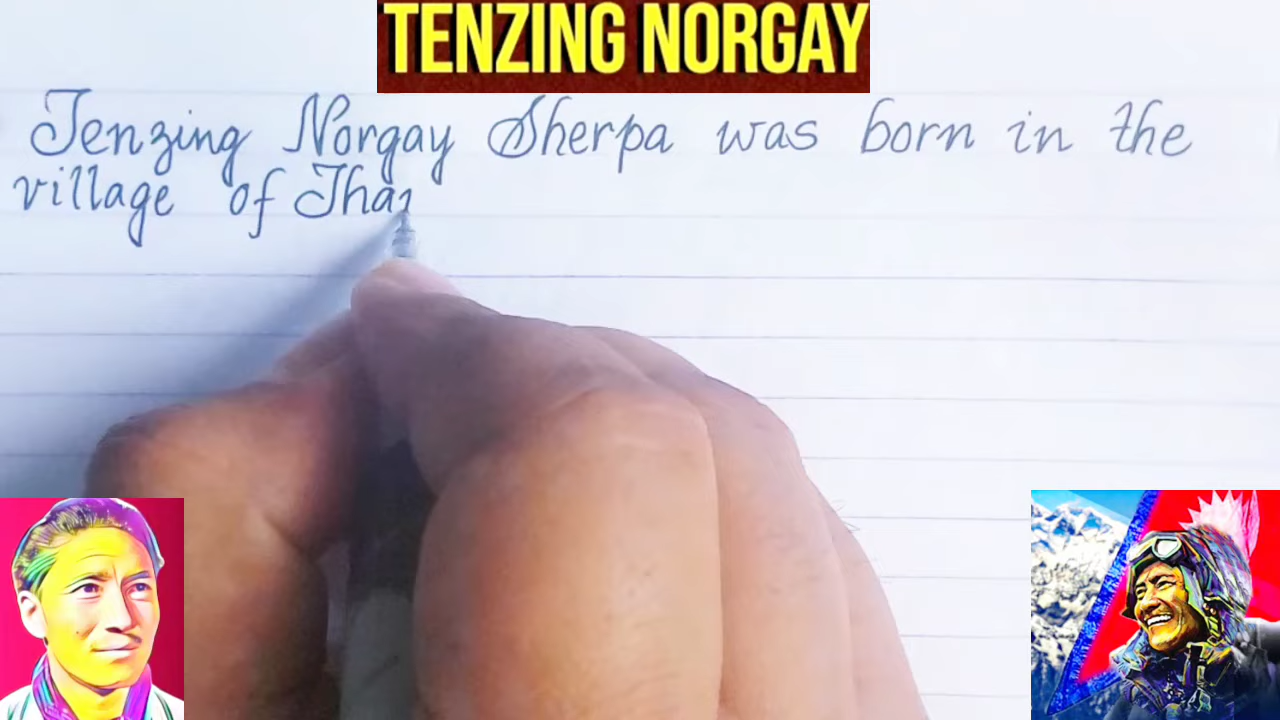 TENZING NORGAY
Tenzing Norgay Sherpa was born in the
village of Tha